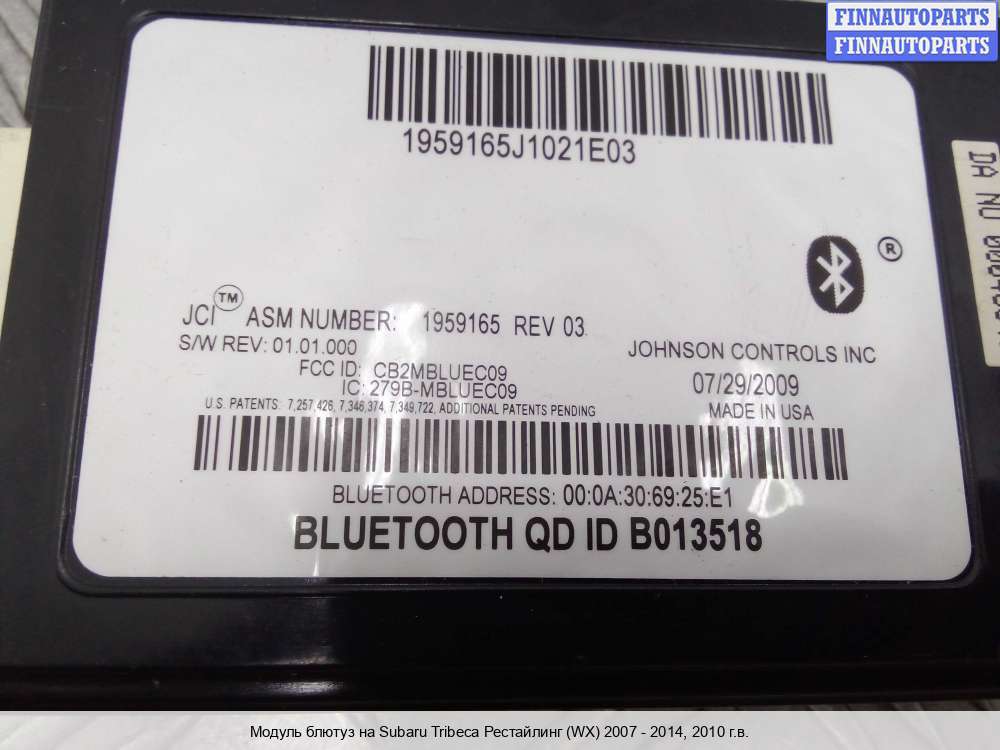 FINNAUTOPARTS
FINNAUTOPARTS
1959165J1021E03
DA NO
®
JCI™ ASM NUMBER: 1959165 REV 03
S/W REV: 01.01.000
FCC ID: CB2MBLUEC09
IC: 279B-MBLUEC09
JOHNSON CONTROLS INC
07/29/2009
MADE IN USA
U.S. PATENTS: 7,257,426, 7,346,374, 7,349,722, ADDITIONAL PATENTS PENDING
BLUETOOTH ADDRESS: 00:0A:30:69:25:E1
BLUETOOTH QD ID B013518
Модуль блютуз на Subaru Tribeca Рестайлинг (WX) 2007 - 2014, 2010 г.в.